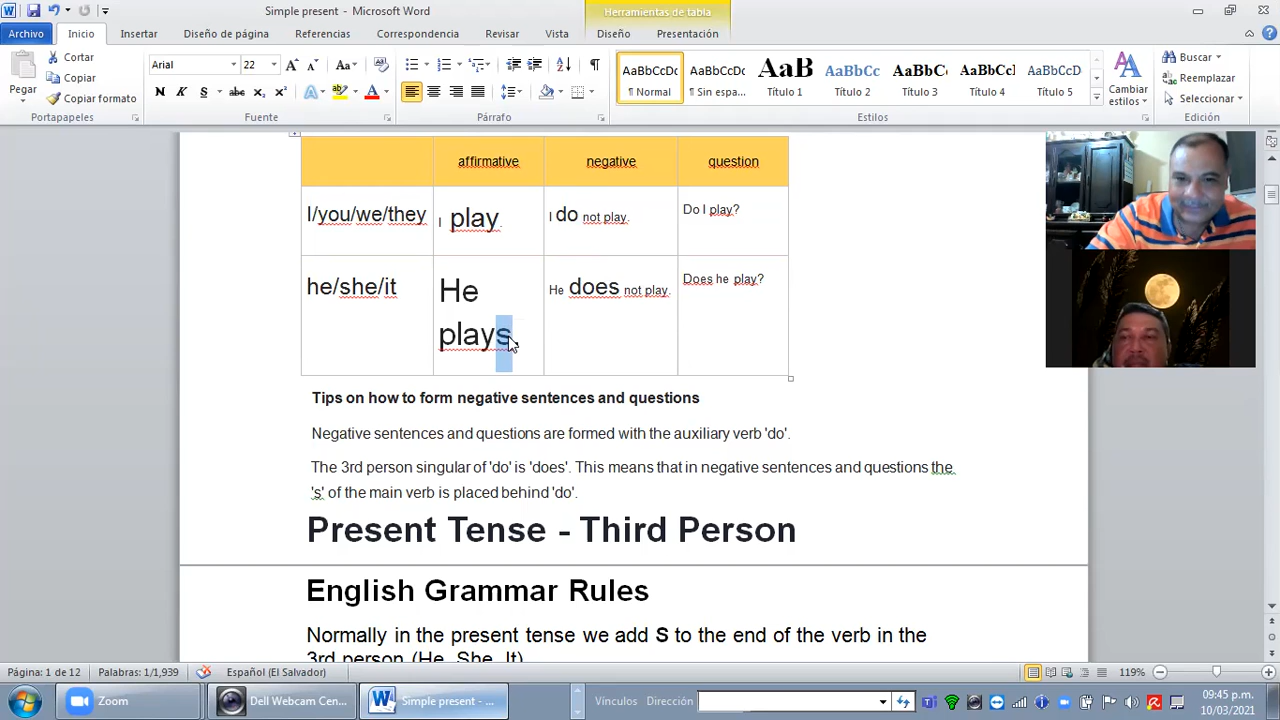 Simple present - Microsoft Word
Herramientas de tabla
Archivo Inicio Insertar Diseño de página Referencias Correspondencia Revisar Vista Diseño Presentación
Pegar
Cortar
Copiar
Copiar formato
Portapapeles
Arial 22
Fuente
Párrafo
AaBbCcDc AaBbCcDc AaB AaBbCc AaBbC AaBbCc AaBbCcD
¶ Normal ¶ Sin espa... Título 1 Título 2 Título 3 Título 4 Título 5
Estilos
Cambiar
estilos
Buscar
Reemplazar
Seleccionar
Edición
affirmative negative question
I/you/we/they I play. I do not play. Do I play?
he/she/it He
plays. He does not play. Does he play?
Tips on how to form negative sentences and questions
Negative sentences and questions are formed with the auxiliary verb 'do'.
The 3rd person singular of 'do' is 'does'. This means that in negative sentences and questions the
's' of the main verb is placed behind 'do'.
Present Tense - Third Person
English Grammar Rules
Normally in the present tense we add S to the end of the verb in the
3rd person (He, She, It)
Página: 1 de 12 Palabras: 1/1,939 Español (El Salvador) 119%
Zoom Dell Webcam Cen... Simple present - ... Vínculos Dirección 09:45 p.m.
10/03/2021